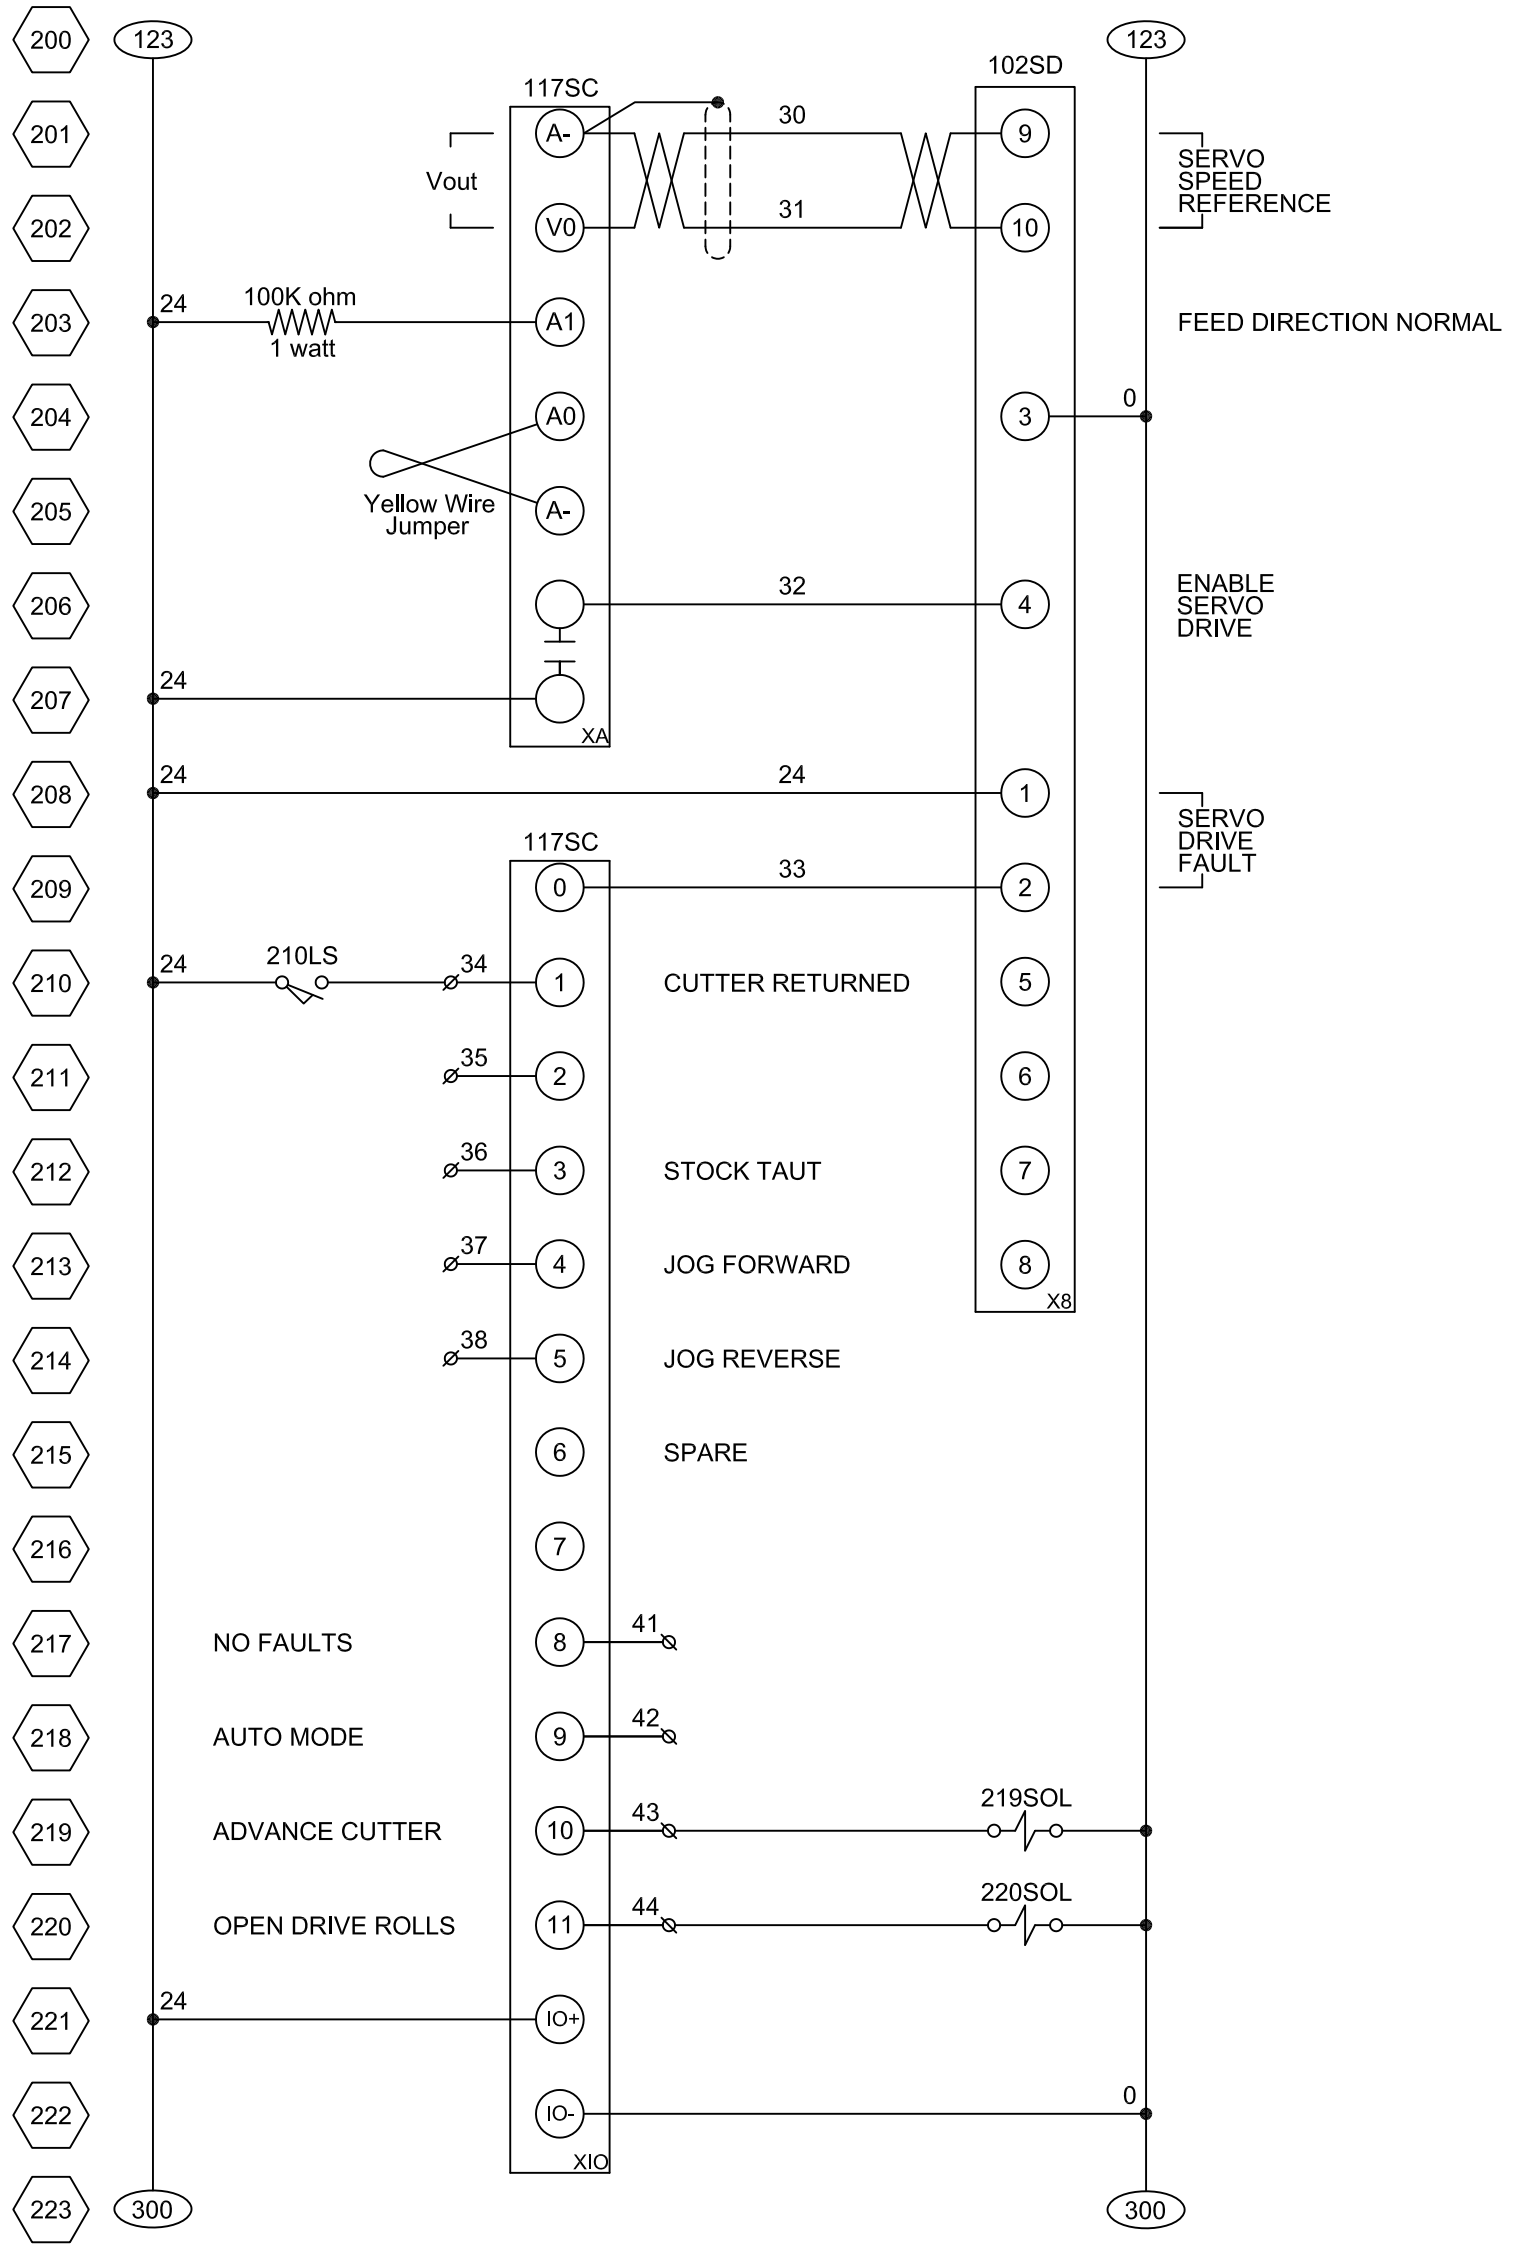 200
123
123
102SD
117SC
201
A-
30
9
Vout
SERVO
SPEED
REFERENCE
202
V0
31
10
203
24
100K ohm
1 watt
A1
FEED DIRECTION NORMAL
204
A0
3
0
205
Yellow Wire
Jumper
A-
206
32
4
ENABLE
SERVO
DRIVE
207
24
XA
208
24
24
1
SERVO
DRIVE
FAULT
117SC
209
0
33
2
210
24
210LS
34
1
CUTTER RETURNED
5
211
35
2
6
212
36
3
STOCK TAUT
7
213
37
4
JOG FORWARD
8
X8
214
38
5
JOG REVERSE
215
6
SPARE
216
7
217
NO FAULTS
8
41
218
AUTO MODE
9
42
219
ADVANCE CUTTER
10
43
219SOL
220
OPEN DRIVE ROLLS
11
44
220SOL
221
24
IO+
222
IO-
0
XIO
223
300
300